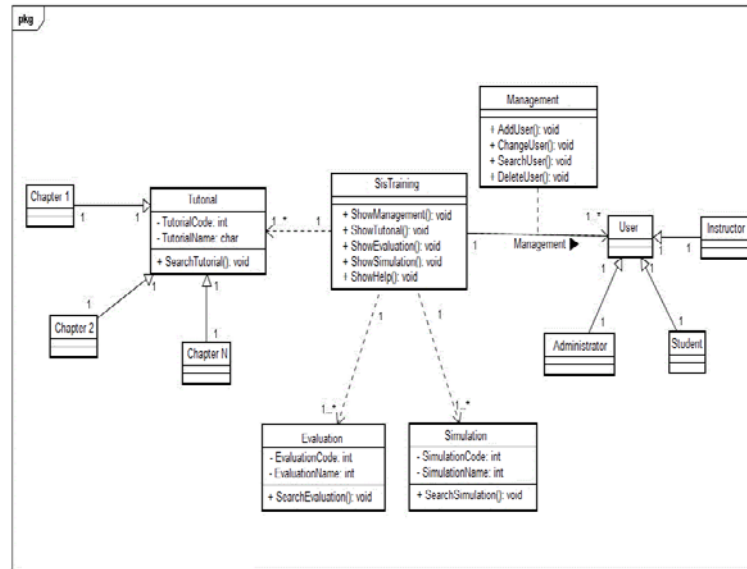 pkg
Management
+ AddUser(): void
+ ChangeUser(): void
+ SearchUser(): void
+ DeleteUser(): void
Chapter 1
1
1
Tutorial
- TutorialCode: int
- TutorialName: char
+ SearchTutorial(): void
1..*
1
SisTraining
+ ShowManagement(): void
+ ShowTutorial(): void
+ ShowEvaluation(): void
+ ShowSimulation(): void
+ ShowHelp(): void
1
Management ▶
1..*
User
1
1
Instructor
Chapter 2
1
1
Chapter N
1
1
Administrator
1
1
Student
1
1
1
1
1..*
1..*
Evaluation
- EvaluationCode: int
- EvaluationName: int
+ SearchEvaluation(): void
Simulation
- SimulationCode: int
- SimulationName: int
+ SearchSimulation(): void